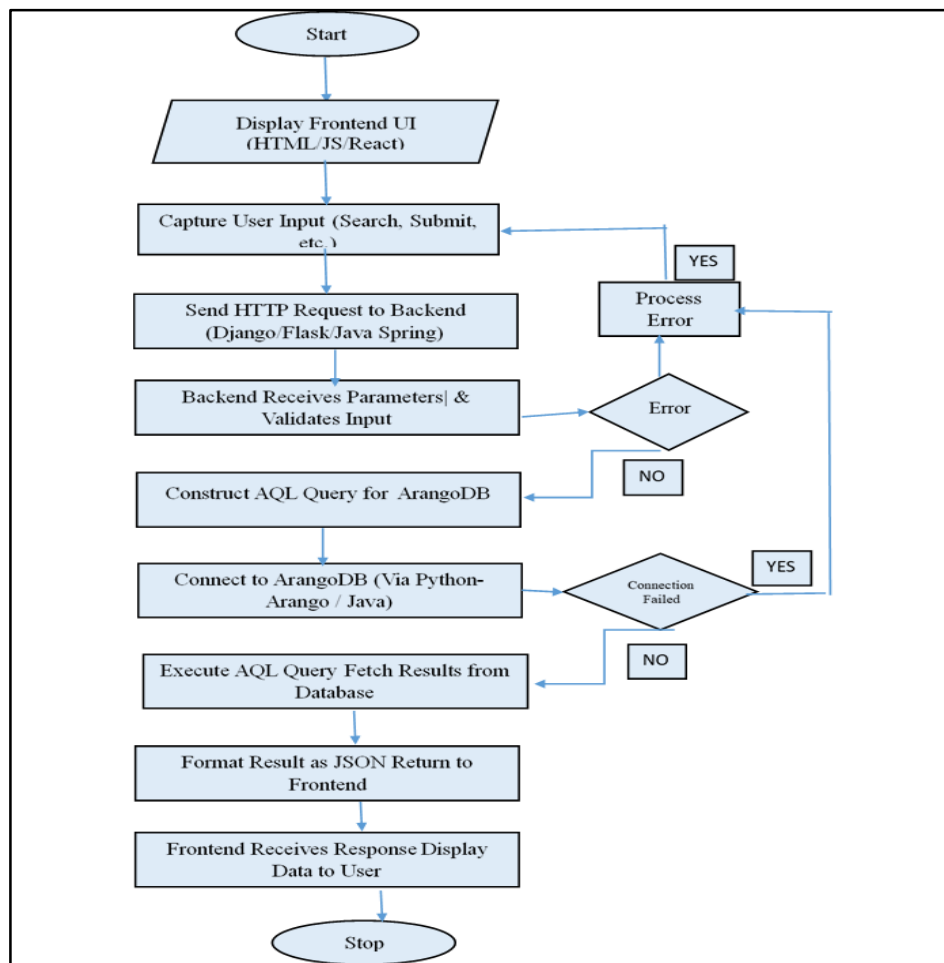 Start
Display Frontend UI
(HTML/JS/React)
Capture User Input (Search, Submit,
etc.)
YES
Send HTTP Request to Backend
(Django/Flask/Java Spring)
Process
Error
Backend Receives Parameters| &
Validates Input
Error
NO
Construct AQL Query for ArangoDB
Connect to ArangoDB (Via Python-
Arango / Java)
Connection
Failed
YES
NO
Execute AQL Query Fetch Results from
Database
Format Result as JSON Return to
Frontend
Frontend Receives Response Display
Data to User
Stop